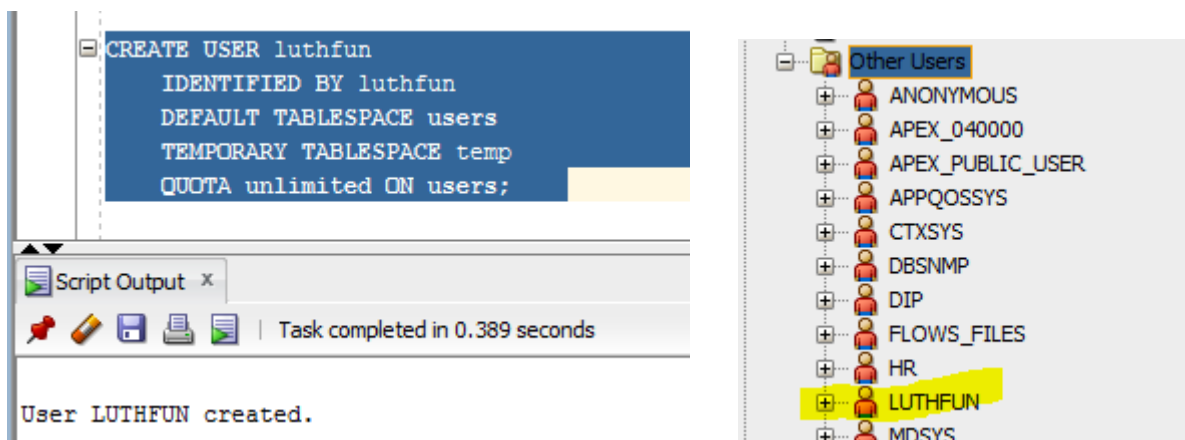 CREATE USER luthfun
IDENTIFIED BY luthfun
DEFAULT TABLESPACE users
TEMPORARY TABLESPACE temp
QUOTA unlimited ON users;
Script Output x
Task completed in 0.389 seconds
User LUTHFUN created.
Other Users
ANONYMOUS
APEX_040000
APEX_PUBLIC_USER
APPQOSSYS
CTXSYS
DBSNMP
DIP
FLOWS_FILES
HR
LUTHFUN
MDSYS